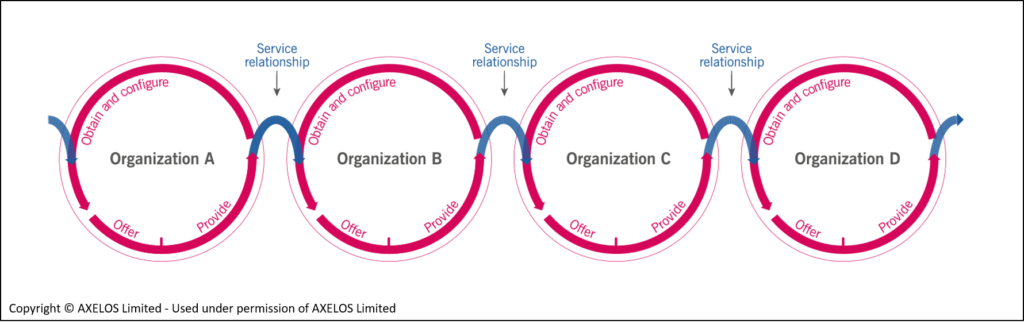 Service
relationship
Service
relationship
Service
relationship
Obtain and configure
Organization A
Offer
Provide
Obtain and configure
Organization B
Offer
Provide
Obtain and configure
Organization C
Offer
Provide
Obtain and configure
Organization D
Offer
Provide
Copyright © AXELOS Limited - Used under permission of AXELOS Limited